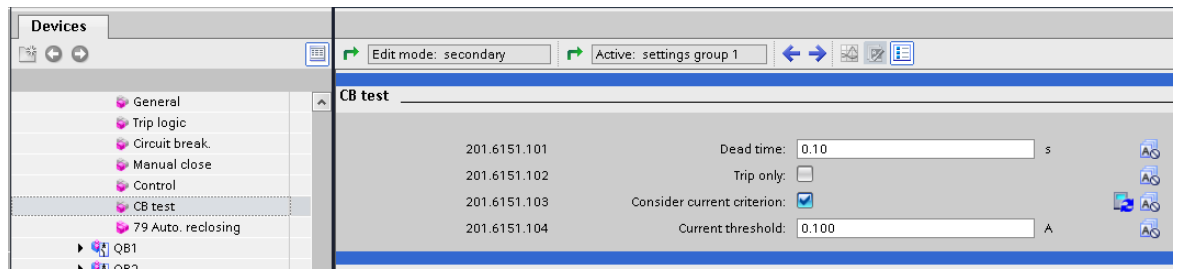 Devices
Edit mode: secondary
Active: settings group 1
CB test
General
Trip logic
Circuit break.
Manual close
Control
CB test
79 Auto. reclosing
QB1
QB2
201.6151.101 Dead time: 0.10 s
201.6151.102 Trip only:
201.6151.103 Consider current criterion:
201.6151.104 Current threshold: 0.100 A